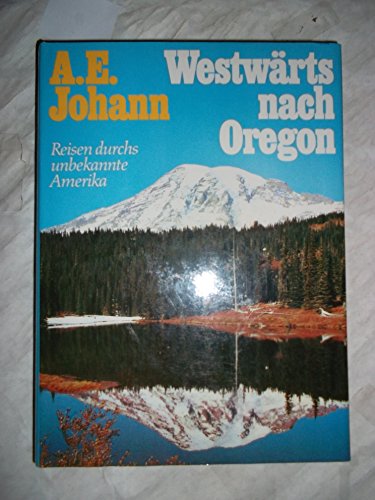 A.E.
Johann
Westwärts
nach
Oregon
Reisen durchs
unbekannte
Amerika